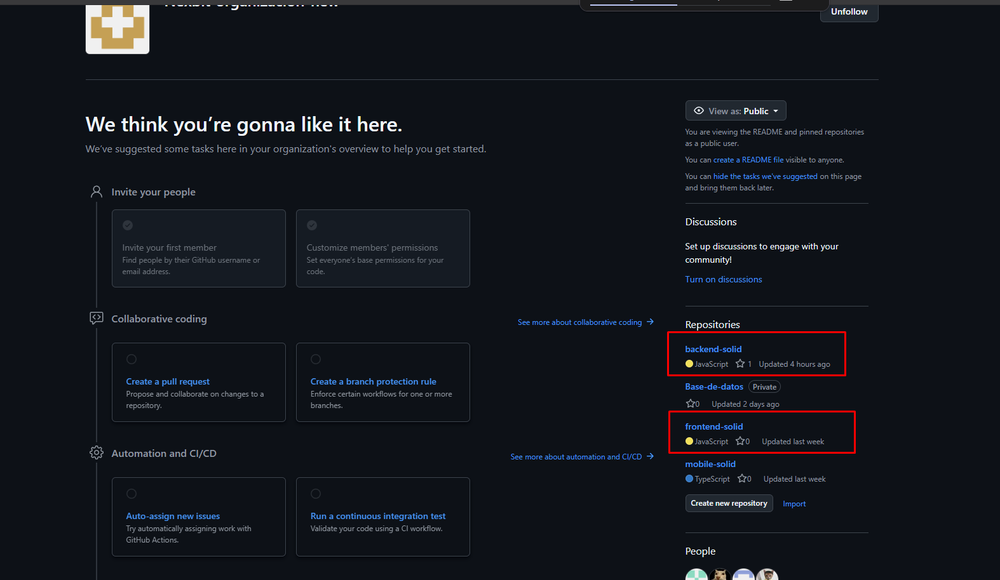 Unfollow
We think you’re gonna like it here.
We’ve suggested some tasks here in your organization's overview to help you get started.
Invite your people
Invite your first member
Find people by their GitHub username or
email address.
Customize members' permissions
Set everyone's base permissions for your
code.
Collaborative coding
See more about collaborative coding
Create a pull request
Propose and collaborate on changes to a
repository.
Create a branch protection rule
Enforce certain workflows for one or more
branches.
Automation and CI/CD
See more about automation and CI/CD
Auto-assign new issues
Try automatically assigning work with
GitHub Actions.
Run a continuous integration test
Validate your code using a CI workflow.
View as: Public
You are viewing the README and pinned repositories
as a public user.
You can create a README file visible to anyone.
You can hide the tasks we've suggested on this page
and bring them back later.
Discussions
Set up discussions to engage with your
community!
Turn on discussions
Repositories
backend-solid
JavaScript 1 Updated 4 hours ago
Base-de-datos Private
0 Updated 2 days ago
frontend-solid
JavaScript 0 Updated last week
mobile-solid
TypeScript 0 Updated last week
Create new repository Import
People